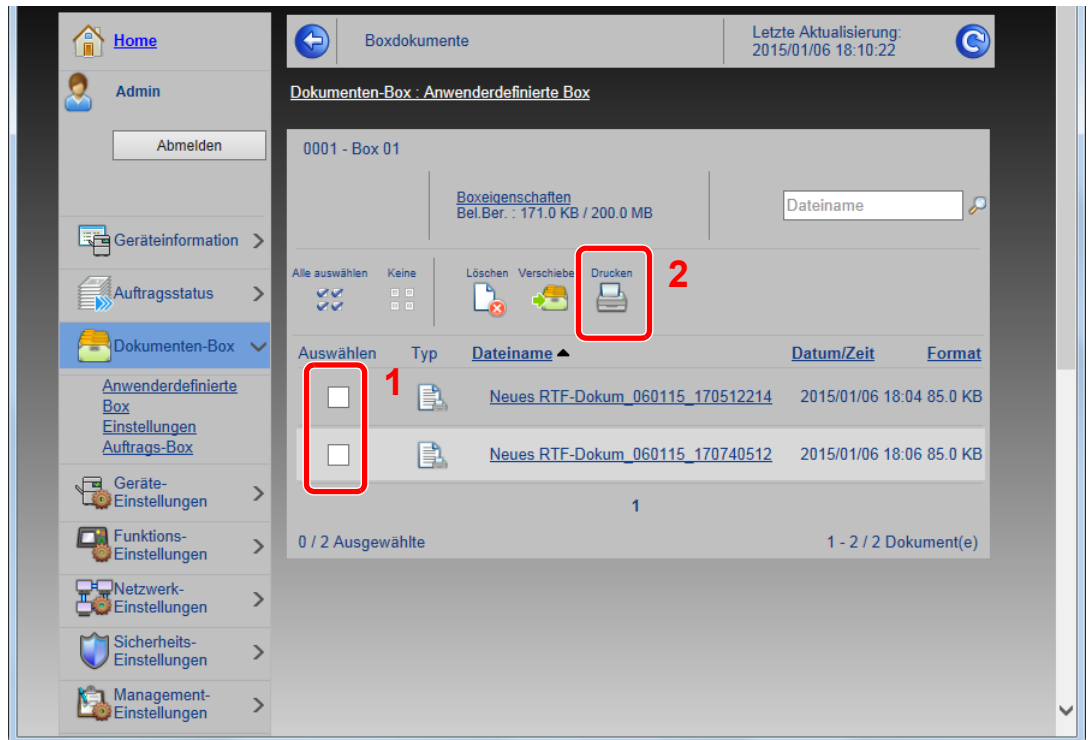 Home
Admin
Abmelden
Geräteinformation
Auftragsstatus
Dokumenten-Box
Anwenderdefinierte
Box
Einstellungen
Auftrags-Box
Geräte-
Einstellungen
Funktions-
Einstellungen
Netzwerk-
Einstellungen
Sicherheits-
Einstellungen
Management-
Einstellungen
Boxdokumente
Letzte Aktualisierung:
2015/01/06 18:10:22
Dokumenten-Box : Anwenderdefinierte Box
0001 - Box 01
Boxeigenschaften
Bel.Ber. : 171.0 KB / 200.0 MB
Dateiname
Alle auswählen Keine Löschen Verschiebe Drucken
2
Auswählen Typ Dateiname Datum/Zeit Format
1
Neues RTF-Dokum_060115_170512214 2015/01/06 18:04 85.0 KB
Neues RTF-Dokum_060115_170740512 2015/01/06 18:06 85.0 KB
1
0 / 2 Ausgewählte 1 - 2 / 2 Dokument(e)